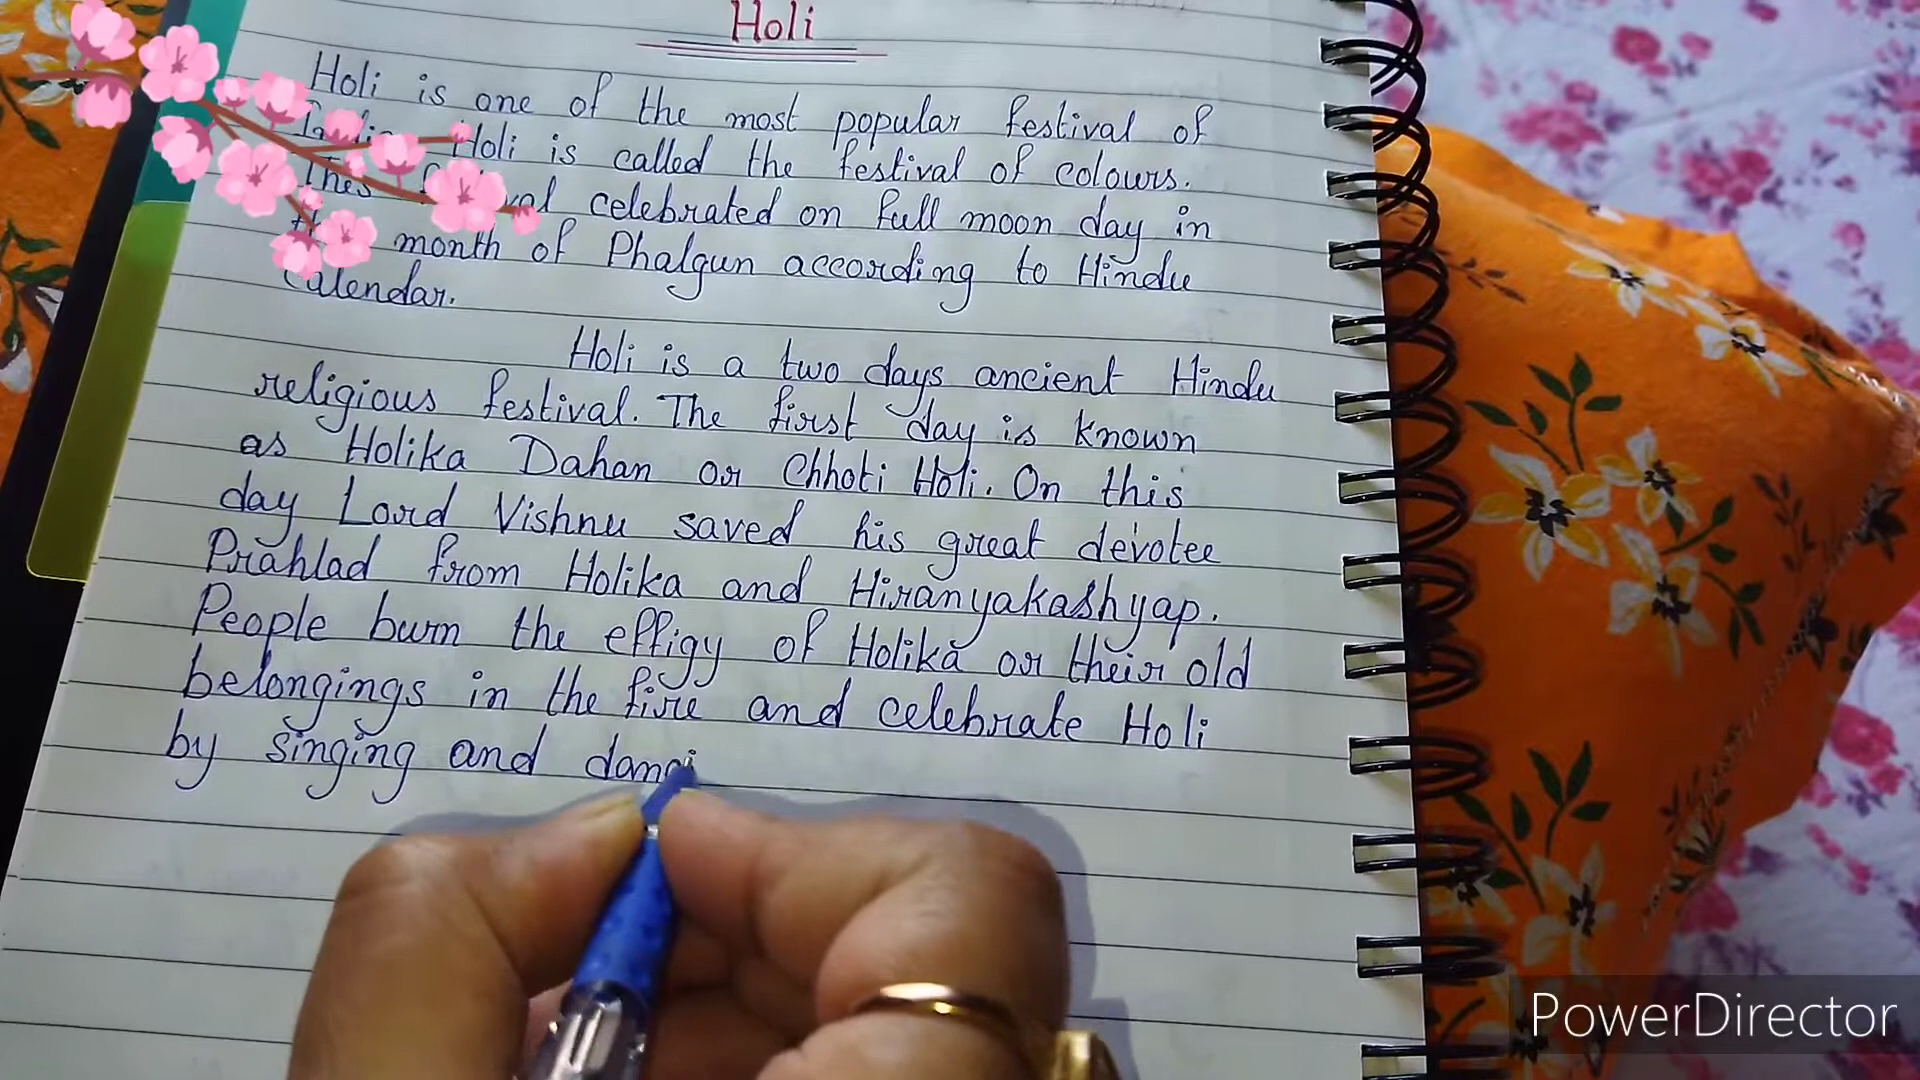 Holi
Holi is one of the most popular festival of
India. Holi is called the festival of colours.
celebrated on full moon day in
month of Phalgun according to Hindu
Calendar.
Holi is a two days ancient Hindu
religious festival. The first day is known
as Holika Dahan or Chhoti Holi. On this
day Lord Vishnu saved his great devotee
Prahlad from Holika and Hiranyakashyap.
People burn the effigy of Holika or their old
belongings in the fire and celebrate Holi
by singing and danci
PowerDirector